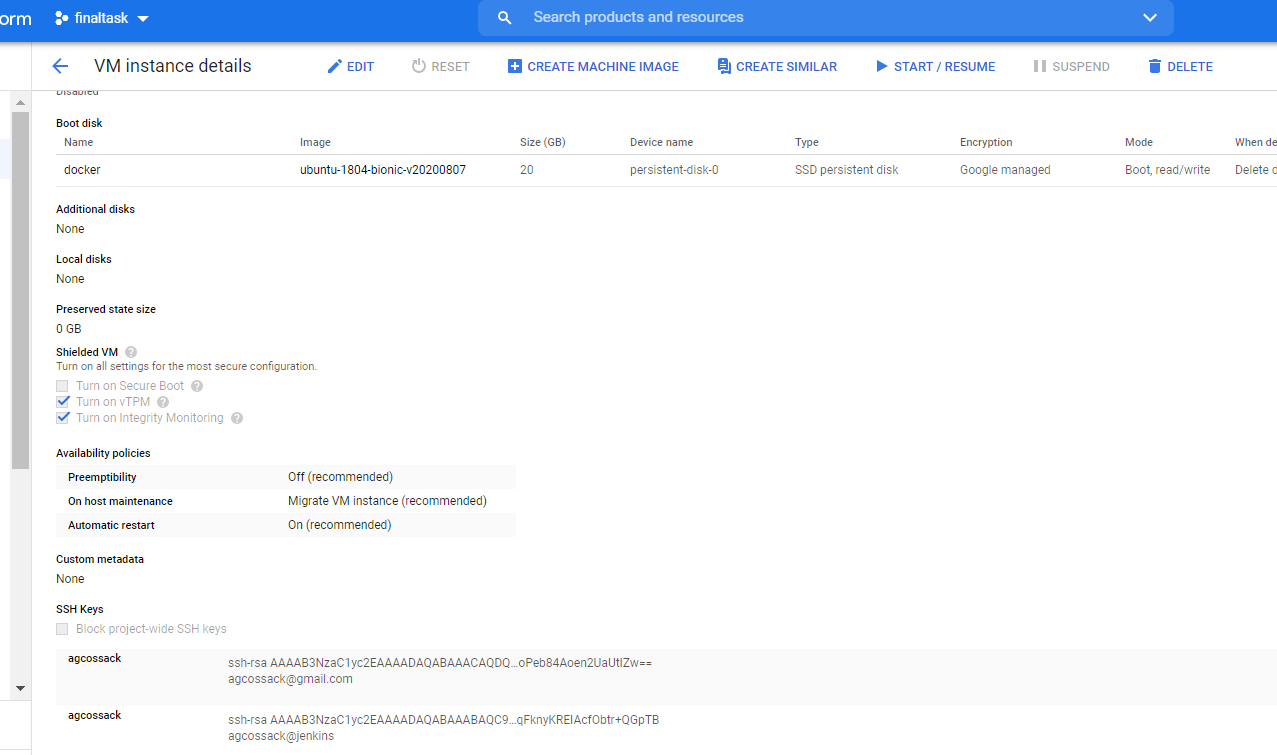 orm finaltask Search products and resources
VM instance details EDIT RESET CREATE MACHINE IMAGE CREATE SIMILAR START / RESUME SUSPEND DELETE
Disabled
Boot disk
Name Image Size (GB) Device name Type Encryption Mode When de
docker ubuntu-1804-bionic-v20200807 20 persistent-disk-0 SSD persistent disk Google managed Boot, read/write Delete d
Additional disks
None
Local disks
None
Preserved state size
0 GB
Shielded VM
Turn on all settings for the most secure configuration.
Turn on Secure Boot
Turn on vTPM
Turn on Integrity Monitoring
Availability policies
Preemptibility Off (recommended)
On host maintenance Migrate VM instance (recommended)
Automatic restart On (recommended)
Custom metadata
None
SSH Keys
Block project-wide SSH keys
agcossack ssh-rsa AAAAB3NzaC1yc2EAAAADAQABAAACAQDQ…oPeb84Aoen2UaUtIZw==
agcossack@gmail.com
agcossack ssh-rsa AAAAB3NzaC1yc2EAAAADAQABAAABAQC9…qFknyKREIAcfObtr+QGpTB
agcossack@jenkins